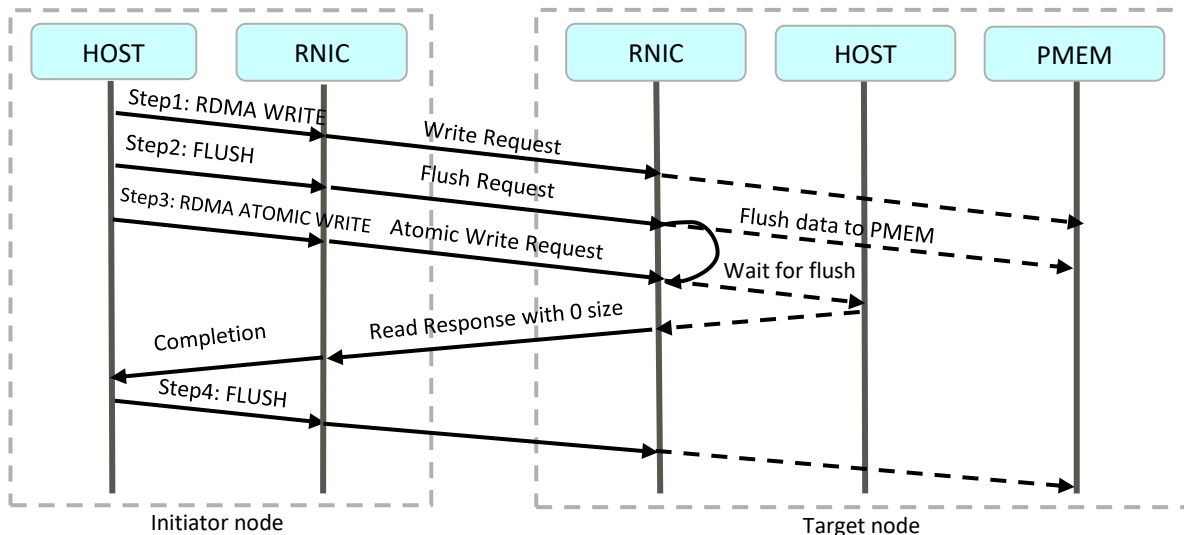 HOST
RNIC
RNIC
HOST
PMEM
Step1: RDMA WRITE
Write Request
Step2: FLUSH
Flush Request
Step3: RDMA ATOMIC WRITE
Atomic Write Request
Flush data to PMEM
Wait for flush
Read Response with 0 size
Completion
Step4: FLUSH
Initiator node
Target node